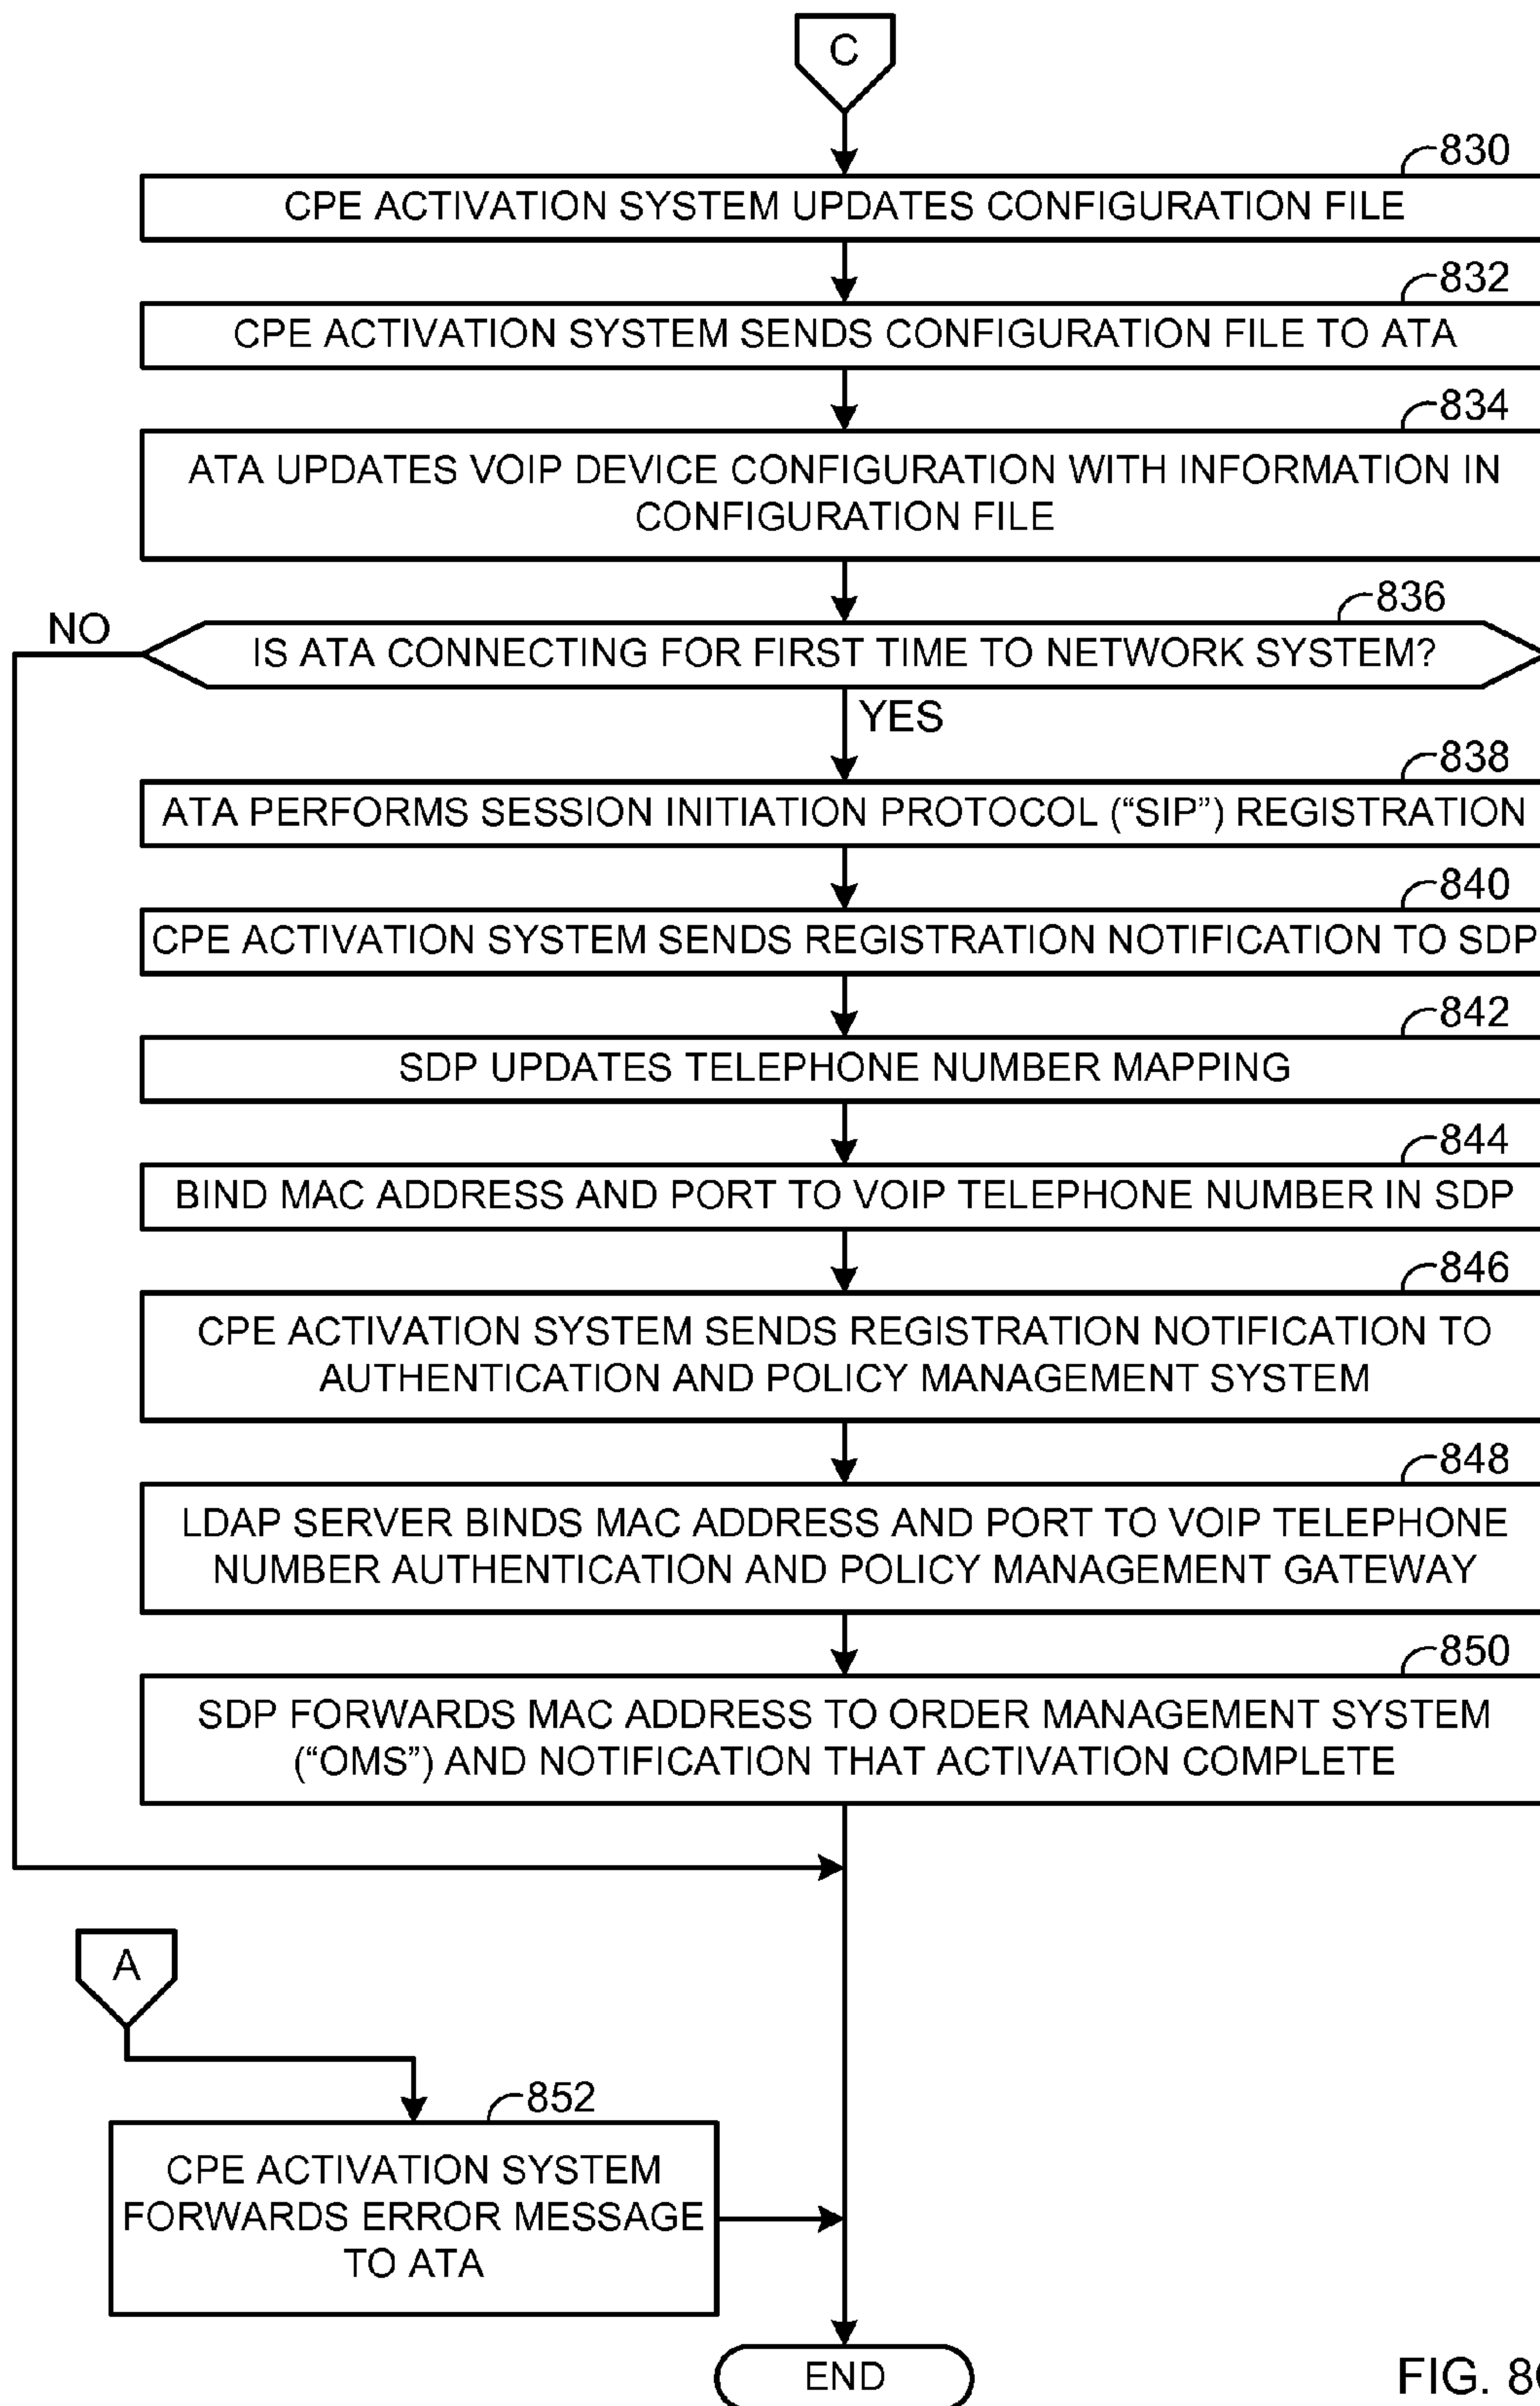 C
830
CPE ACTIVATION SYSTEM UPDATES CONFIGURATION FILE
832
CPE ACTIVATION SYSTEM SENDS CONFIGURATION FILE TO ATA
834
ATA UPDATES VOIP DEVICE CONFIGURATION WITH INFORMATION IN
CONFIGURATION FILE
836
NO
IS ATA CONNECTING FOR FIRST TIME TO NETWORK SYSTEM?
YES
838
ATA PERFORMS SESSION INITIATION PROTOCOL (“SIP”) REGISTRATION
840
CPE ACTIVATION SYSTEM SENDS REGISTRATION NOTIFICATION TO SDP
842
SDP UPDATES TELEPHONE NUMBER MAPPING
844
BIND MAC ADDRESS AND PORT TO VOIP TELEPHONE NUMBER IN SDP
846
CPE ACTIVATION SYSTEM SENDS REGISTRATION NOTIFICATION TO
AUTHENTICATION AND POLICY MANAGEMENT SYSTEM
848
LDAP SERVER BINDS MAC ADDRESS AND PORT TO VOIP TELEPHONE
NUMBER AUTHENTICATION AND POLICY MANAGEMENT GATEWAY
850
SDP FORWARDS MAC ADDRESS TO ORDER MANAGEMENT SYSTEM
(“OMS”) AND NOTIFICATION THAT ACTIVATION COMPLETE
A
852
CPE ACTIVATION SYSTEM
FORWARDS ERROR MESSAGE
TO ATA
END
FIG.